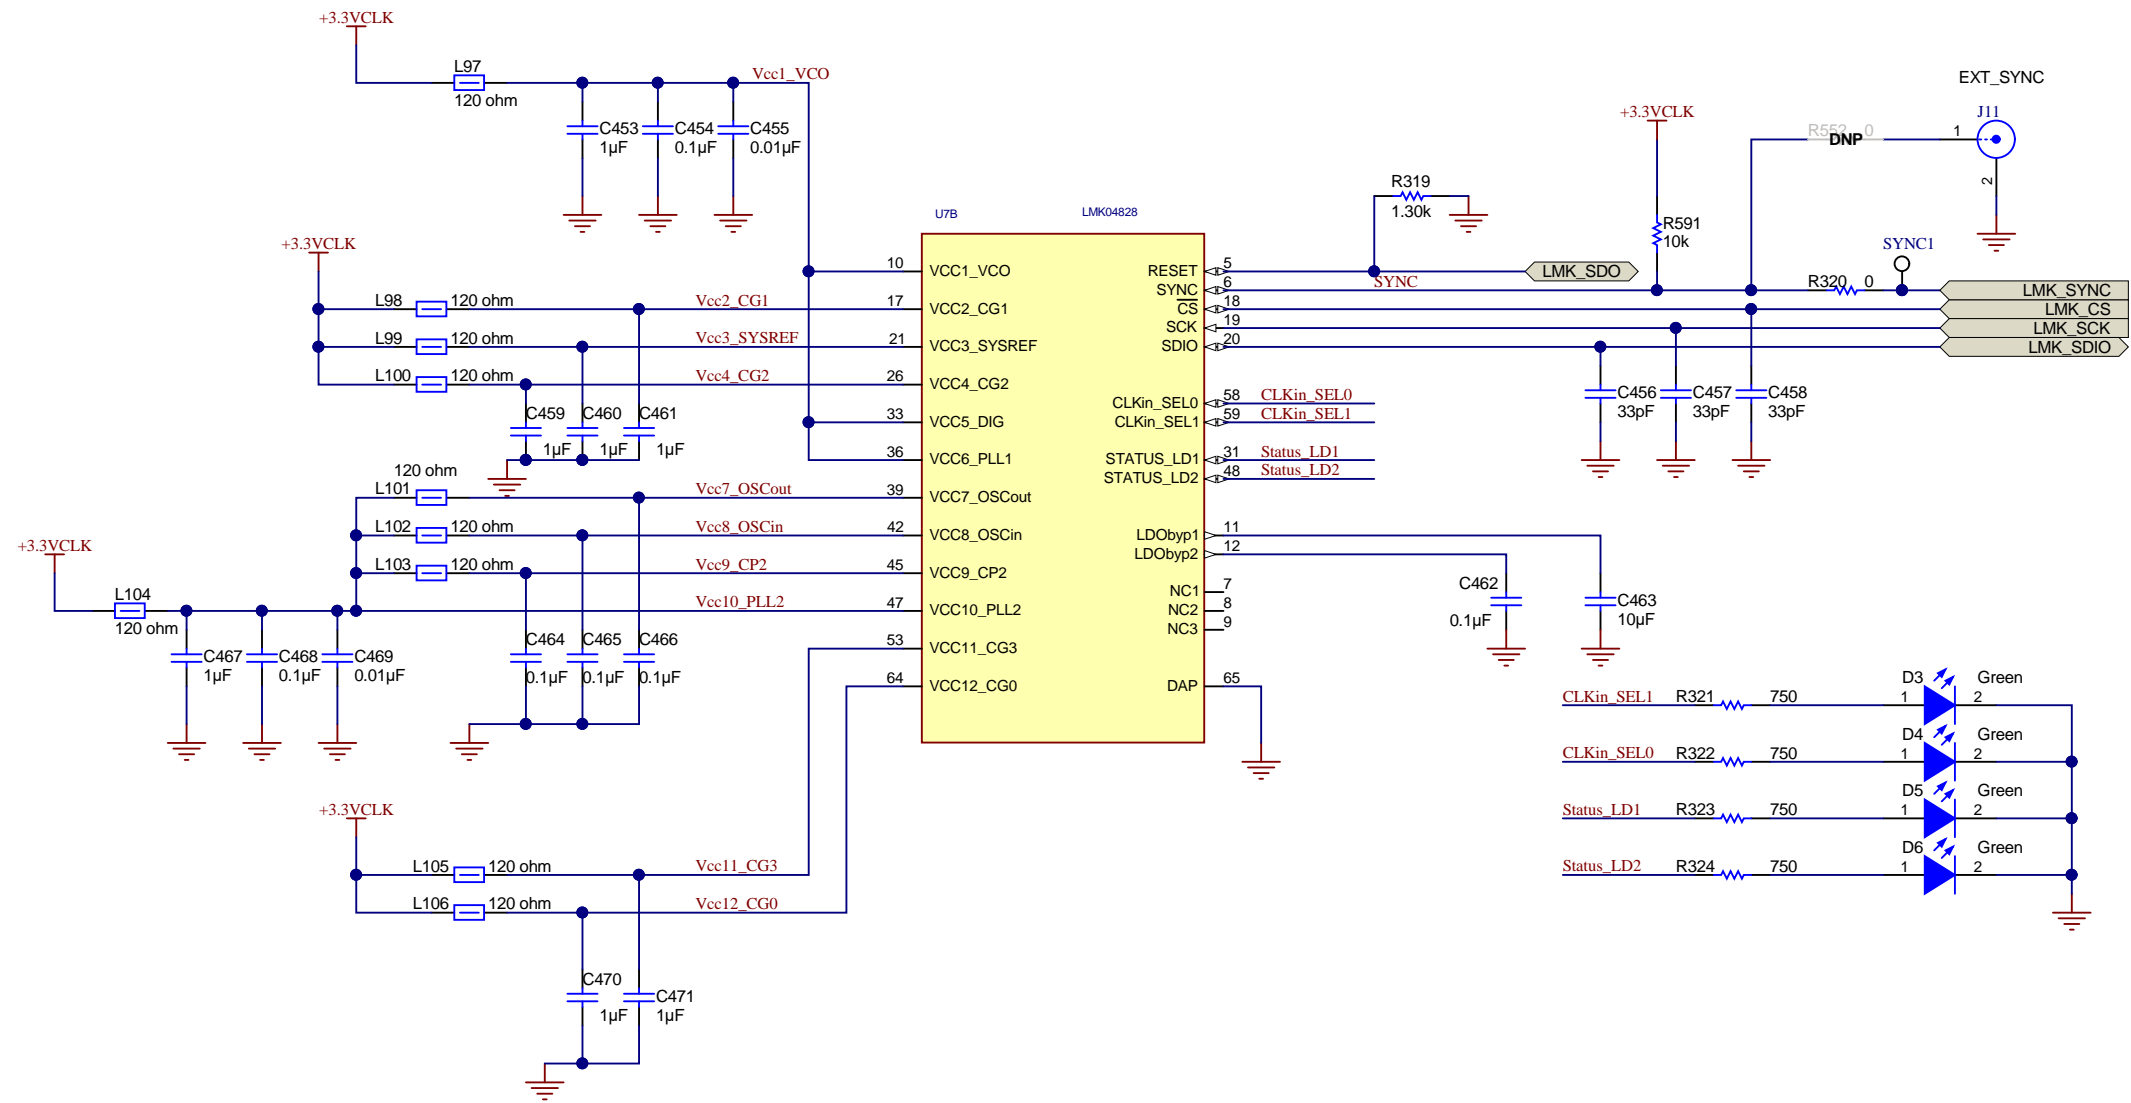 +3.3VCLK
L97
120 ohm
Vcc1_VCO
C453
1µF
C454
0.1µF
C455
0.01µF
+3.3VCLK
L98
120 ohm
Vcc2_CG1
L99
120 ohm
Vcc3_SYSREF
L100
120 ohm
Vcc4_CG2
C459
1µF
C460
1µF
C461
1µF
120 ohm
L101
Vcc7_OSCout
L102
120 ohm
Vcc8_OSCin
L103
120 ohm
Vcc9_CP2
+3.3VCLK
L104
120 ohm
Vcc10_PLL2
C467
1µF
C468
0.1µF
C469
0.01µF
C464
0.1µF
C465
0.1µF
C466
0.1µF
+3.3VCLK
L105
120 ohm
Vcc11_CG3
L106
120 ohm
Vcc12_CG0
C470
1µF
C471
1µF
U7B
LMK04828
10 VCC1_VCO
17 VCC2_CG1
21 VCC3_SYSREF
26 VCC4_CG2
33 VCC5_DIG
36 VCC6_PLL1
39 VCC7_OSCout
42 VCC8_OSCin
45 VCC9_CP2
47 VCC10_PLL2
53 VCC11_CG3
64 VCC12_CG0
RESET 5
SYNC 6
CS 18
SCK 19
SDIO 20
CLKin_SEL0 58
CLKin_SEL1 59
STATUS_LD1 31
STATUS_LD2 48
LDObyp1 11
LDObyp2 12
NC1 7
NC2 8
NC3 9
DAP 65
R319
1.30k
LMK_SDO
SYNC
+3.3VCLK
R591
10k
R552 0
DNP
EXT_SYNC
J11
1
2
SYNC1
R320 0
LMK_SYNC
LMK_CS
LMK_SCK
LMK_SDIO
C456
33pF
C457
33pF
C458
33pF
CLKin_SEL0
CLKin_SEL1
Status_LD1
Status_LD2
C462
0.1µF
C463
10µF
CLKin_SEL1 R321 750 1 D3 2 Green
CLKin_SEL0 R322 750 1 D4 2 Green
Status_LD1 R323 750 1 D5 2 Green
Status_LD2 R324 750 1 D6 2 Green